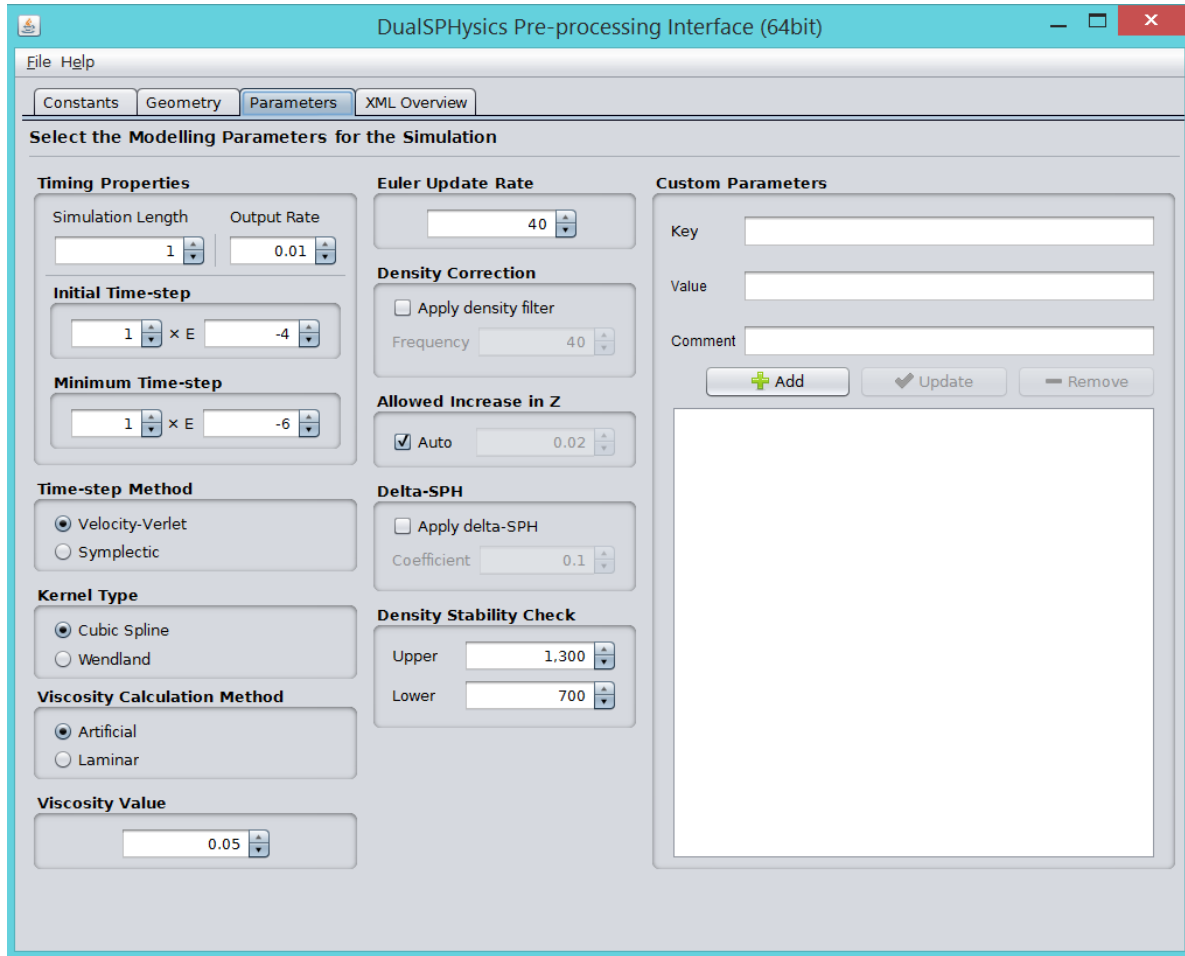 DualSPHysics Pre-processing Interface (64bit)
File Help
Constants Geometry Parameters XML Overview
Select the Modelling Parameters for the Simulation
Timing Properties
Simulation Length Output Rate
1 0.01
Initial Time-step
1 × E -4
Minimum Time-step
1 × E -6
Time-step Method
Velocity-Verlet
Symplectic
Kernel Type
Cubic Spline
Wendland
Viscosity Calculation Method
Artificial
Laminar
Viscosity Value
0.05
Euler Update Rate
40
Density Correction
Apply density filter
Frequency 40
Allowed Increase in Z
Auto 0.02
Delta-SPH
Apply delta-SPH
Coefficient 0.1
Density Stability Check
Upper 1,300
Lower 700
Custom Parameters
Key
Value
Comment
Add Update Remove